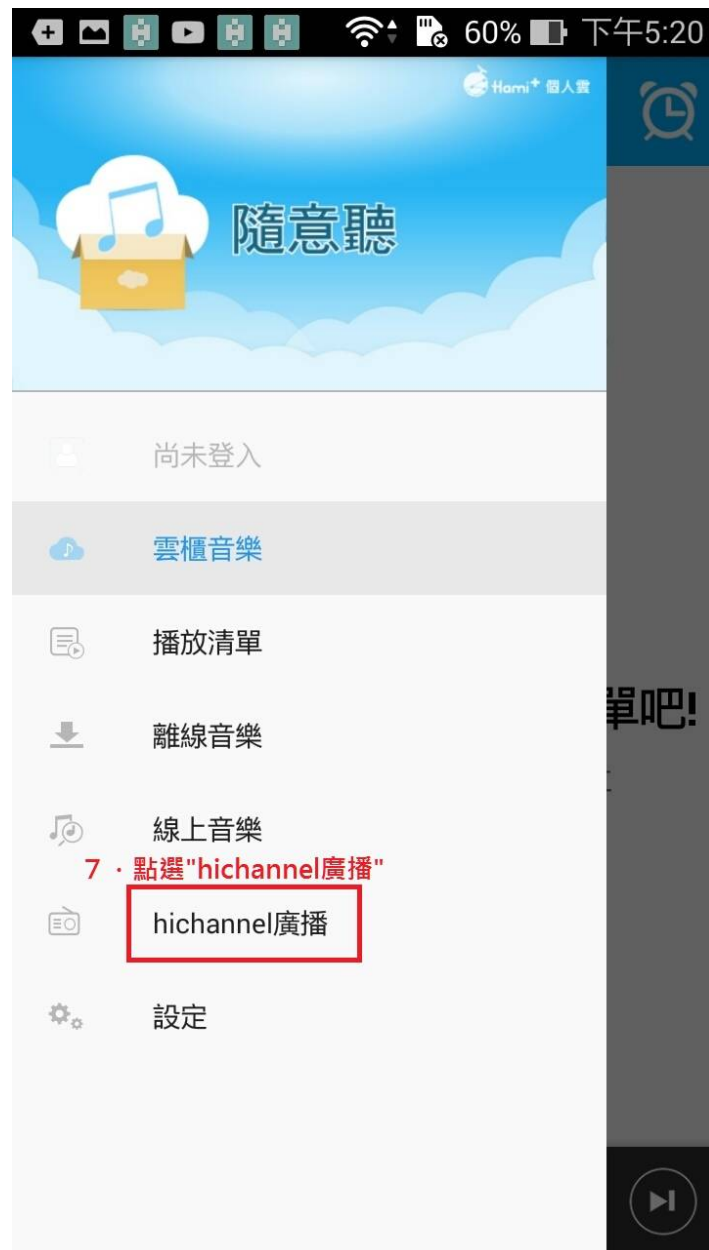 60% 下午5:20
Hami+ 個人雲
隨意聽
尚未登入
雲櫃音樂
播放清單
單吧!
離線音樂
線上音樂
7．點選"hichannel廣播"
hichannel廣播
設定